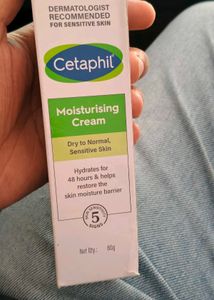 DERMATOLOGIST
RECOMMENDED
FOR SENSITIVE SKIN
Cetaphil®
Moisturising
Cream
Dry to Normal,
Sensitive Skin
Hydrates for
48 hours & helps
restore the
skin moisture barrier
5
SIGNS
Net Qty.: 80g